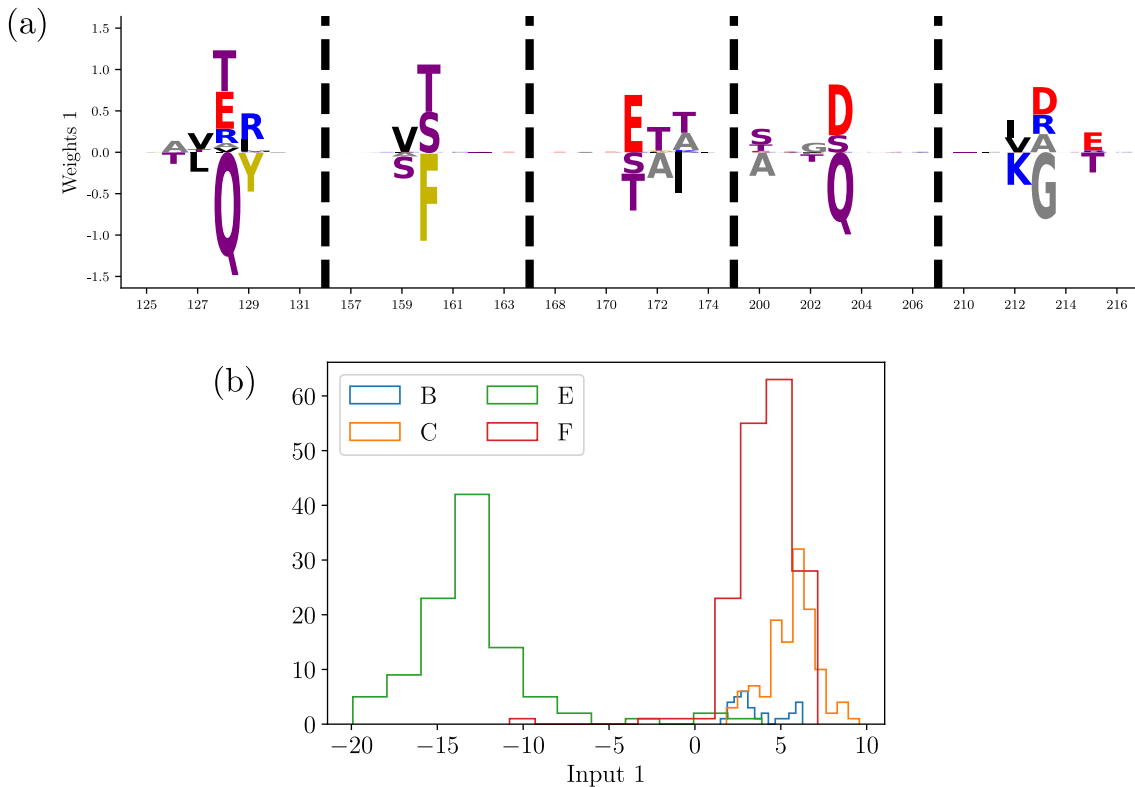 (a)
Weights 1
1.5
1.0
0.5
0.0
-0.5
-1.0
-1.5
T
E
R
A
V
Q
A
T
V
L
R
L
Y
V
S
T
S
F
E
S
T
T
A
T
A
I
S
T
A
G
T
D
S
Q
I
V
K
D
R
A
G
E
T
125 127 129 131 157 159 161 163 168 170 172 174 200 202 204 206 210 212 214 216
(b)
B E
C F
60
50
40
30
20
10
0
−20 −15 −10 −5 0 5 10
Input 1